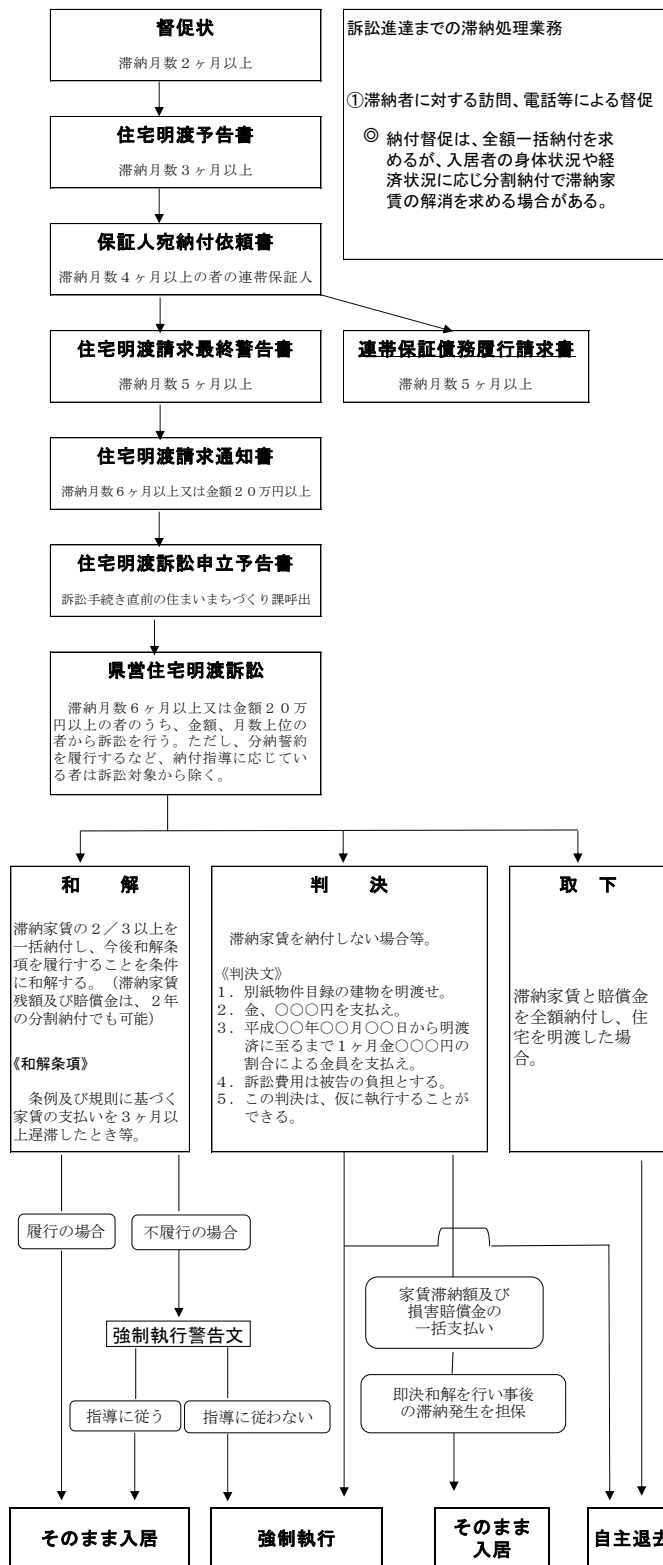 督促状
滞納月数２ヶ月以上
訴訟進達までの滞納処理業務
①滞納者に対する訪問、電話等による督促
◎ 納付督促は、全額一括納付を求
めるが、入居者の身体状況や経
済状況に応じ分割納付で滞納家
賃の解消を求める場合がある。
住宅明渡予告書
滞納月数３ヶ月以上
保証人宛納付依頼書
滞納月数４ヶ月以上の者の連帯保証人
住宅明渡請求最終警告書
滞納月数５ヶ月以上
連帯保証債務履行請求書
滞納月数５ヶ月以上
住宅明渡請求通知書
滞納月数６ヶ月以上又は金額２０万円以上
住宅明渡訴訟申立予告書
訴訟手続き直前の住まいまちづくり課呼出
県営住宅明渡訴訟
滞納月数６ヶ月以上又は金額２０万
円以上の者のうち、金額、月数上位の
者から訴訟を行う。ただし、分納誓約
を履行するなど、納付指導に応じてい
る者は訴訟対象から除く。
和　解
滞納家賃の２／３以上を
一括納付し、今後和解条
項を履行することを条件
に和解する。（滞納家賃
残額及び賠償金は、２年
の分割納付でも可能）
《和解条項》
条例及び規則に基づく
家賃の支払いを３ヶ月以
上遅滞したとき等。
判　決
滞納家賃を納付しない場合等。
《判決文》
１．別紙物件目録の建物を明渡せ。
２．金、○○○円を支払え。
３．平成○○年○○月○○日から明渡
済に至るまで１ヶ月金○○○円の
割合による金員を支払え。
４．訴訟費用は被告の負担とする。
５．この判決は、仮に執行することが
できる。
取　下
滞納家賃と賠償金
を全額納付し、住
宅を明渡した場
合。
履行の場合
不履行の場合
強制執行警告文
指導に従う
指導に従わない
家賃滞納額及び
損害賠償金の
一括支払い
即決和解を行い事後
の滞納発生を担保
そのまま入居
強制執行
そのまま
入居
自主退去